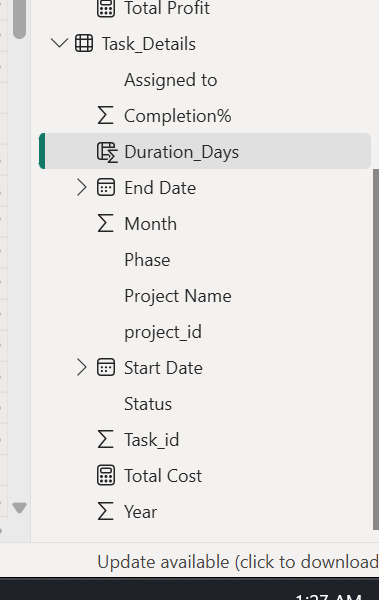 Total Profit
Task_Details
Assigned to
Completion%
Duration_Days
End Date
Month
Phase
Project Name
project_id
Start Date
Status
Task_id
Total Cost
Year
Update available (click to download
1:27 AM